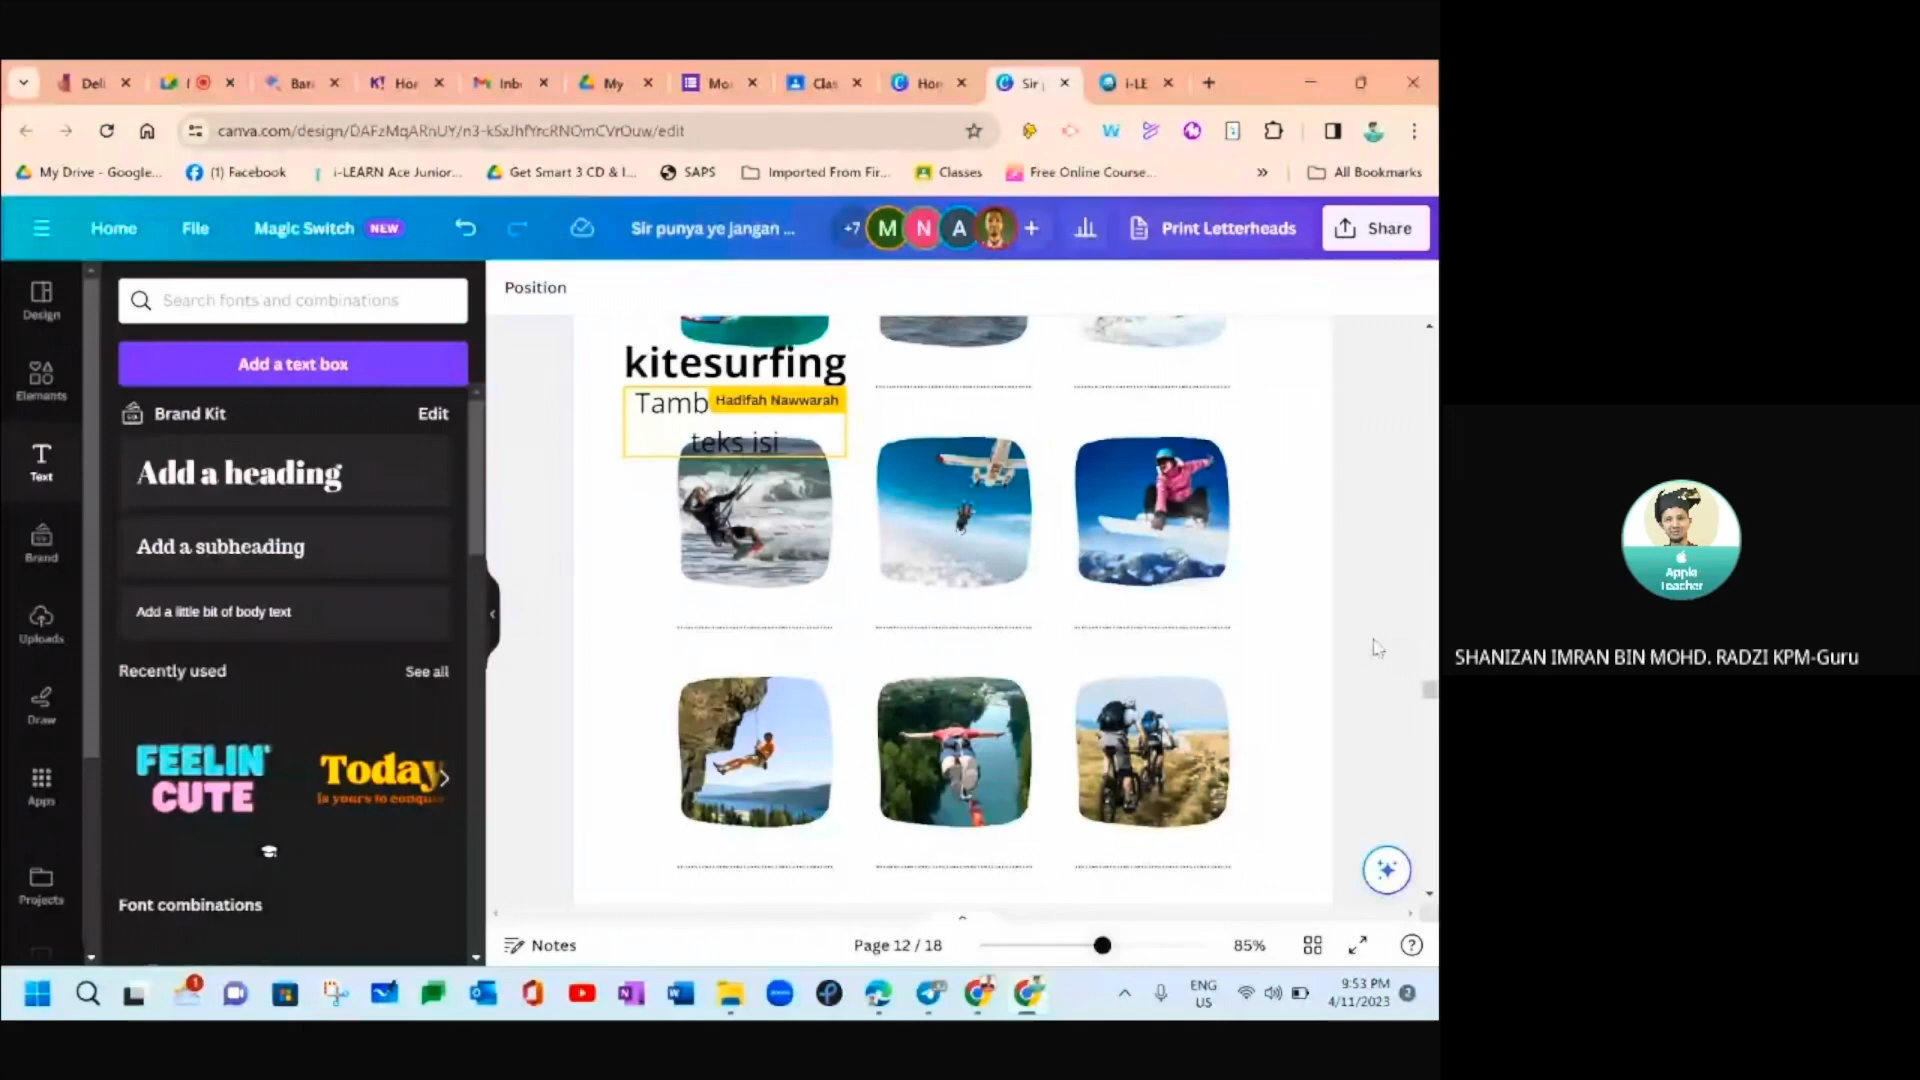 Deli
I
Bar
K! Hor
Inb
My
Mo
Clas
Hor
Sir
i-LE
canva.com/design/DAFzMqARnUY/n3-kSxJhfYrcRNOmCVrOuw/edit
W
My Drive - Google...
(1) Facebook
i-LEARN Ace Junior...
Get Smart 3 CD & I...
SAPS
Imported From Fir...
Classes
Free Online Course...
»
All Bookmarks
Home
File
Magic Switch NEW
Sir punya ye jangan ...
+7
M
N
A
Print Letterheads
Share
Design
Elements
Text
Brand
Uploads
Draw
Apps
Projects
Search fonts and combinations
Add a text box
Brand Kit
Edit
Add a heading
Add a subheading
Add a little bit of body text
Recently used
See all
FEELIN'
CUTE
Today
is yours to conque
Font combinations
Position
kitesurfing
Tamb
Hadifah Nawwarah
teks isi
Notes
Page 12 / 18
85%
Apple
Teacher
SHANIZAN IMRAN BIN MOHD. RADZI KPM-Guru
1
ENG
US
9:53 PM
4/11/2023
2